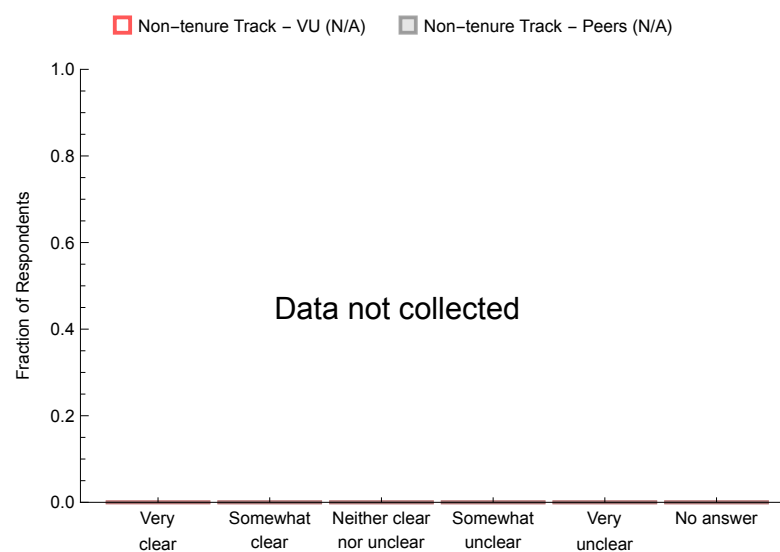 Non−tenure Track − VU (N/A) Non−tenure Track − Peers (N/A)
1.0
0.8
0.6
0.4
0.2
0.0
Fraction of Respondents
Data not collected
Very
clear
Somewhat
clear
Neither clear
nor unclear
Somewhat
unclear
Very
unclear
No answer